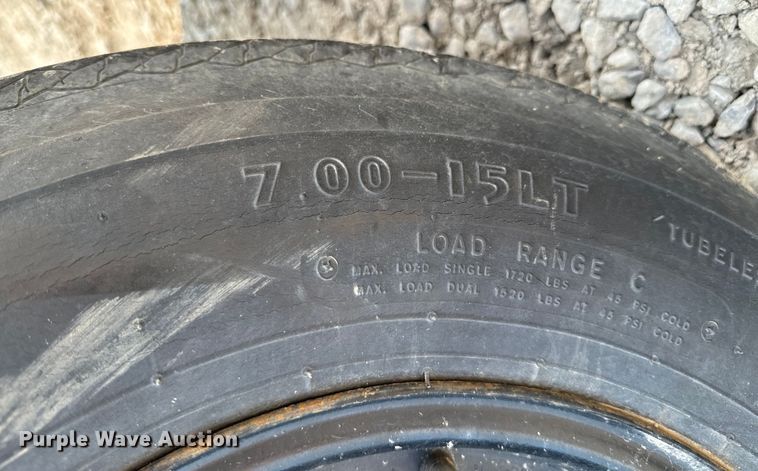 7.00-15LT
TUBELE
LOAD RANGE C
MAX. LOAD SINGLE 1720 LBS AT 45 PSI COLD
MAX. LOAD DUAL 1520 LBS AT 45 PSI COLD
Purple Wave Auction